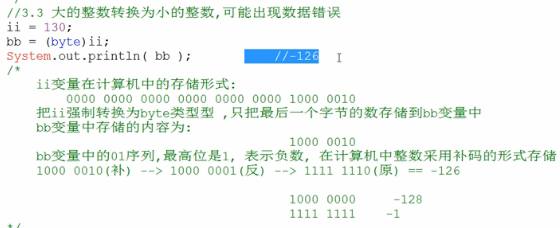 //3.3 大的整数转换为小的整数,可能出现数据错误
ii = 130;
bb = (byte)ii;
System.out.println( bb ); //-126
/*
ii变量在计算机中的存储形式:
0000 0000 0000 0000 0000 0000 1000 0010
把ii强制转换为byte类型型 ,只把最后一个字节的数存储到bb变量中
bb变量中存储的内容为:
1000 0010
bb变量中的01序列,最高位是1, 表示负数, 在计算机中整数采用补码的形式存储
1000 0010(补) --> 1000 0001(反) --> 1111 1110(原) == -126
1000 0000 -128
1111 1111 -1
*/